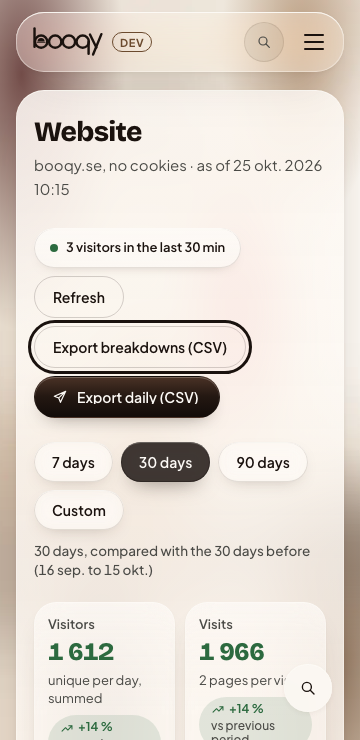 booqy DEV
Website
booqy.se, no cookies · as of 25 okt. 2026
10:15
3 visitors in the last 30 min
Refresh
Export breakdowns (CSV)
Export daily (CSV)
7 days 30 days 90 days
Custom
30 days, compared with the 30 days before
(16 sep. to 15 okt.)
Visitors
1 612
unique per day,
summed
+14 %
Visits
1 966
2 pages per
+14 %
vs previous
period